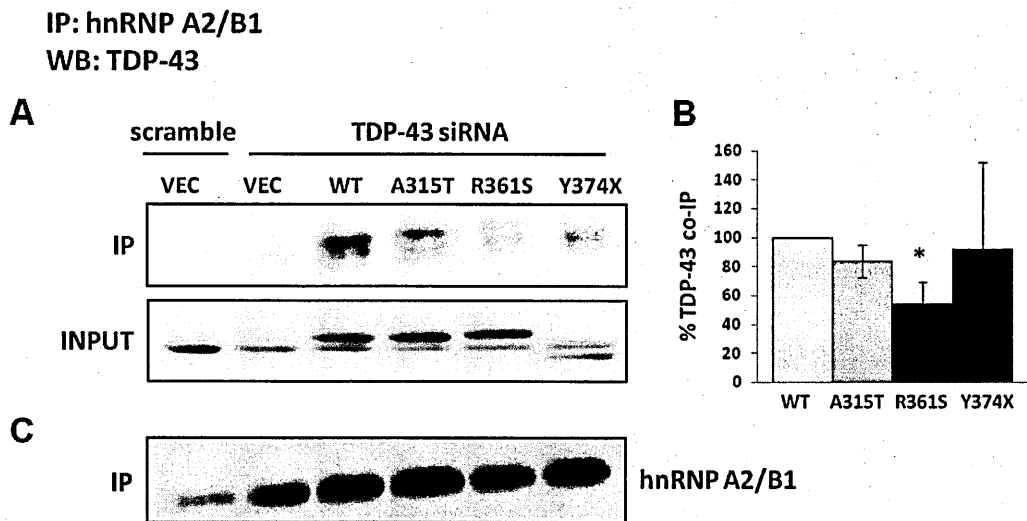 IP: hnRNP A2/B1
WB: TDP-43
A
scramble
TDP-43 siRNA
VEC
VEC
WT
A315T
R361S
Y374X
IP
INPUT
B
% TDP-43 co-IP
160
140
120
100
80
60
40
20
0
*
WT
A315T
R361S
Y374X
C
IP
hnRNP A2/B1